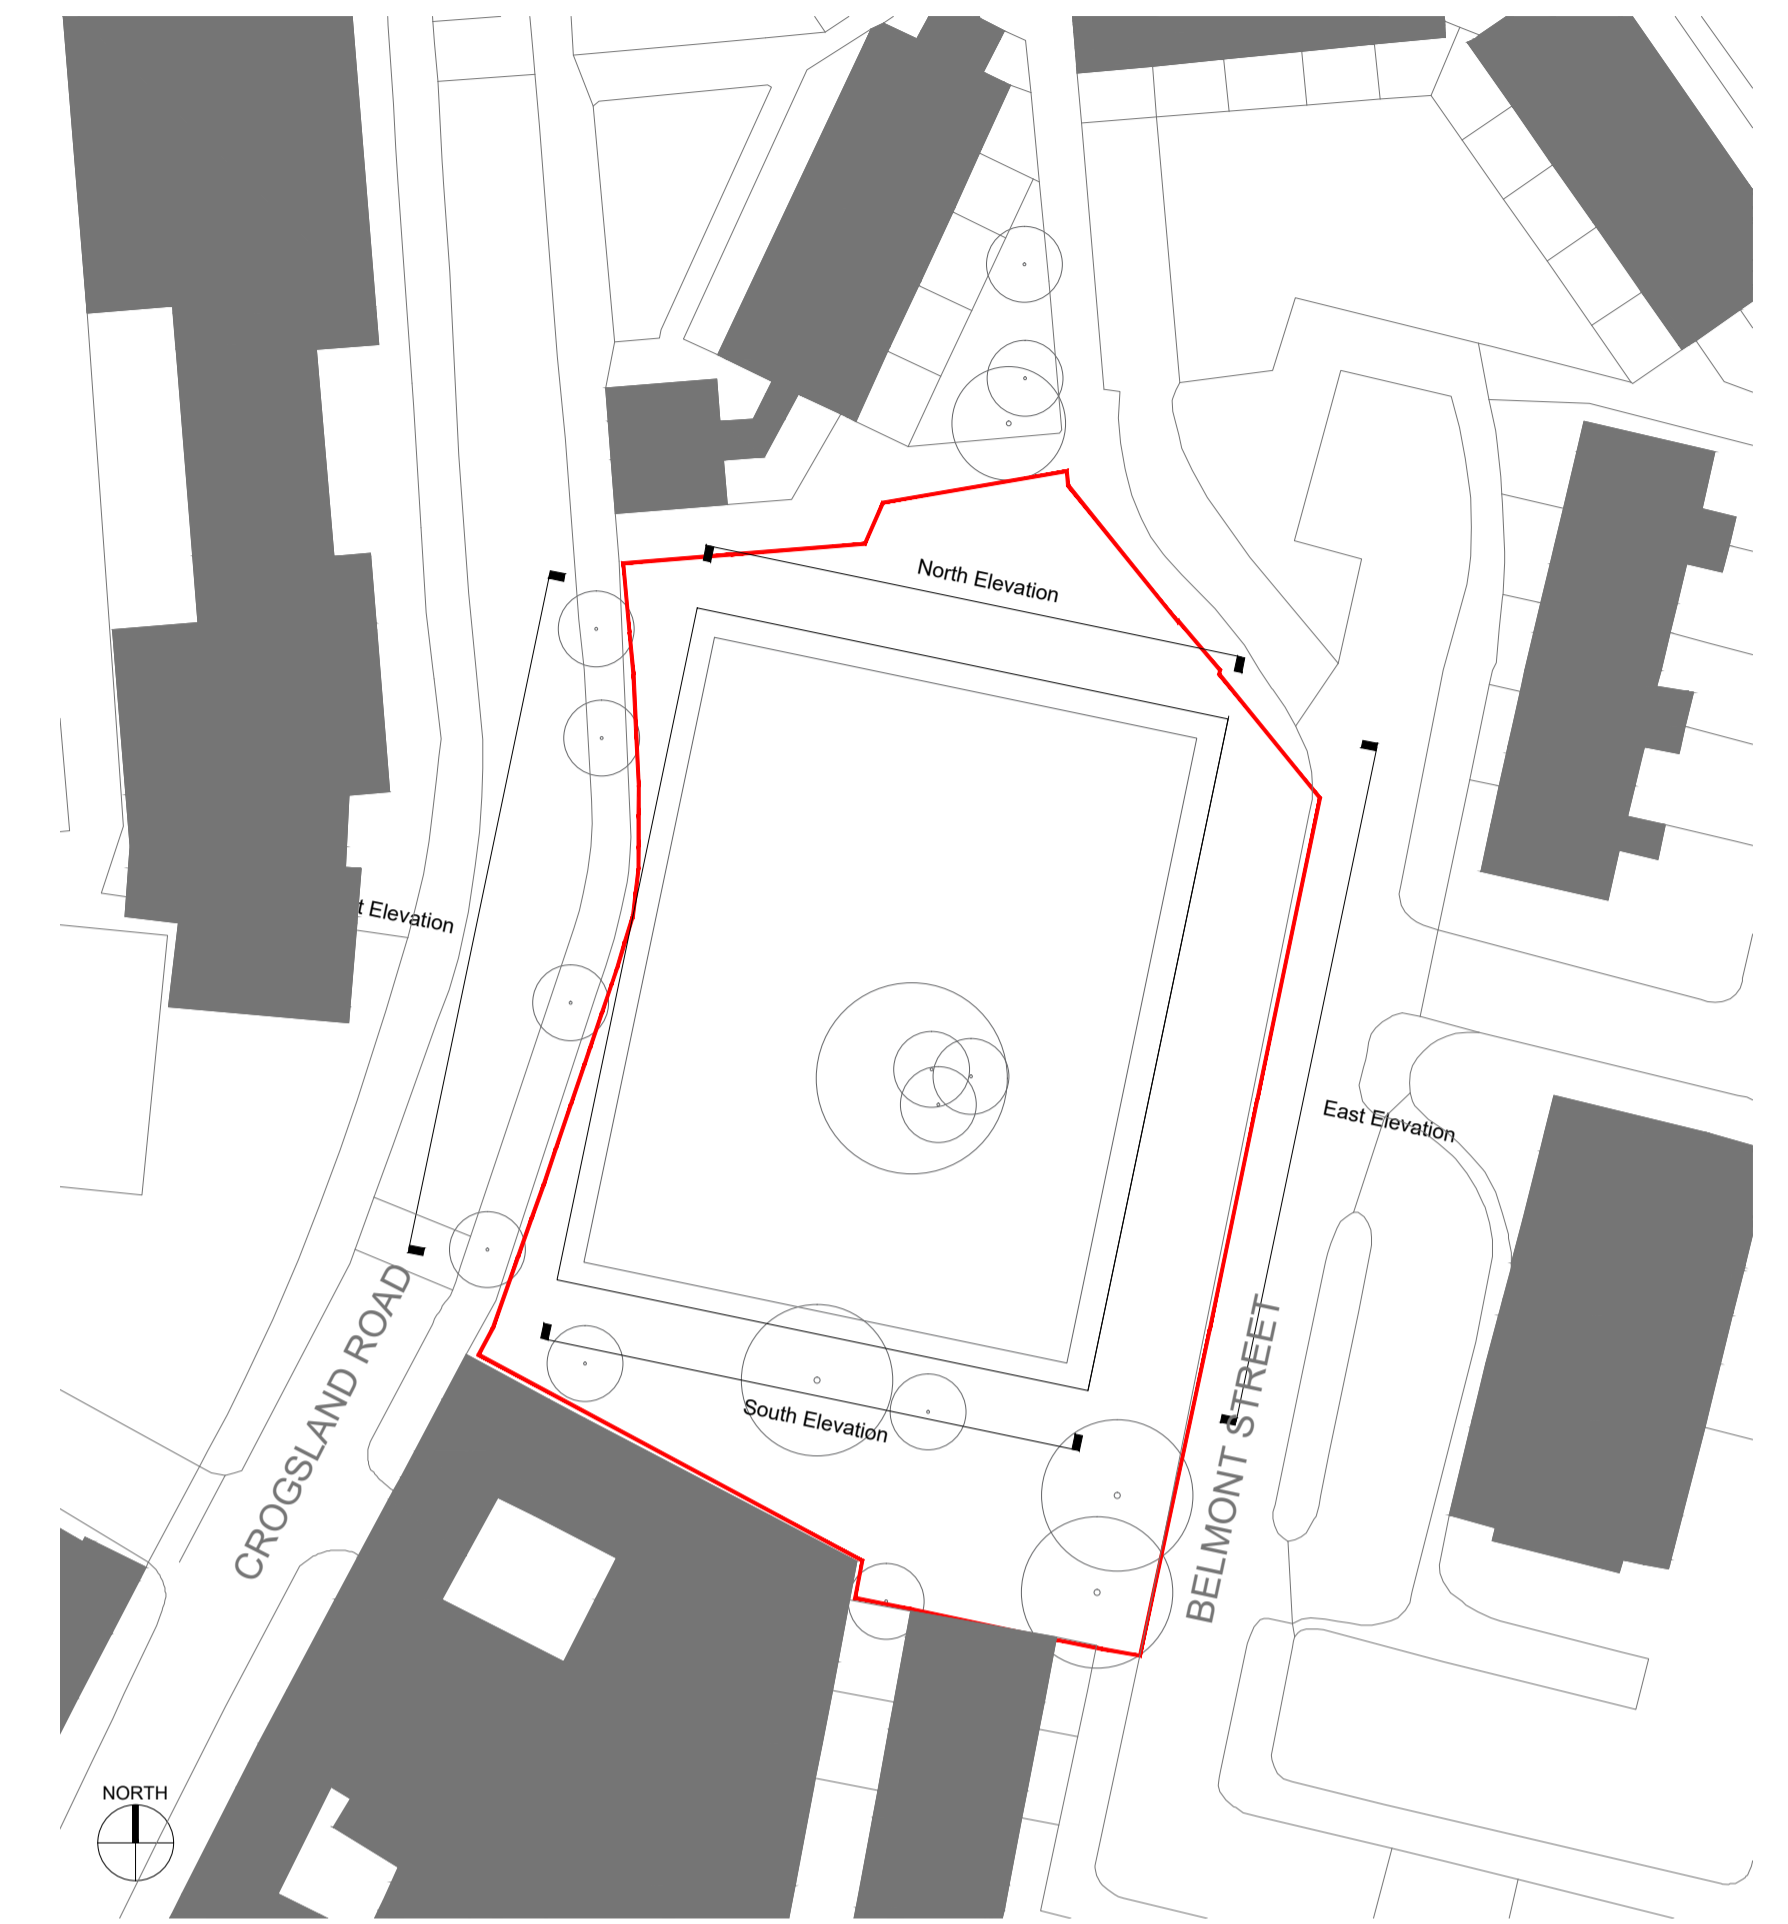 North Elevation
t Elevation
East Elevation
South Elevation
CROGSLAND ROAD
BELMONT STREET
NORTH